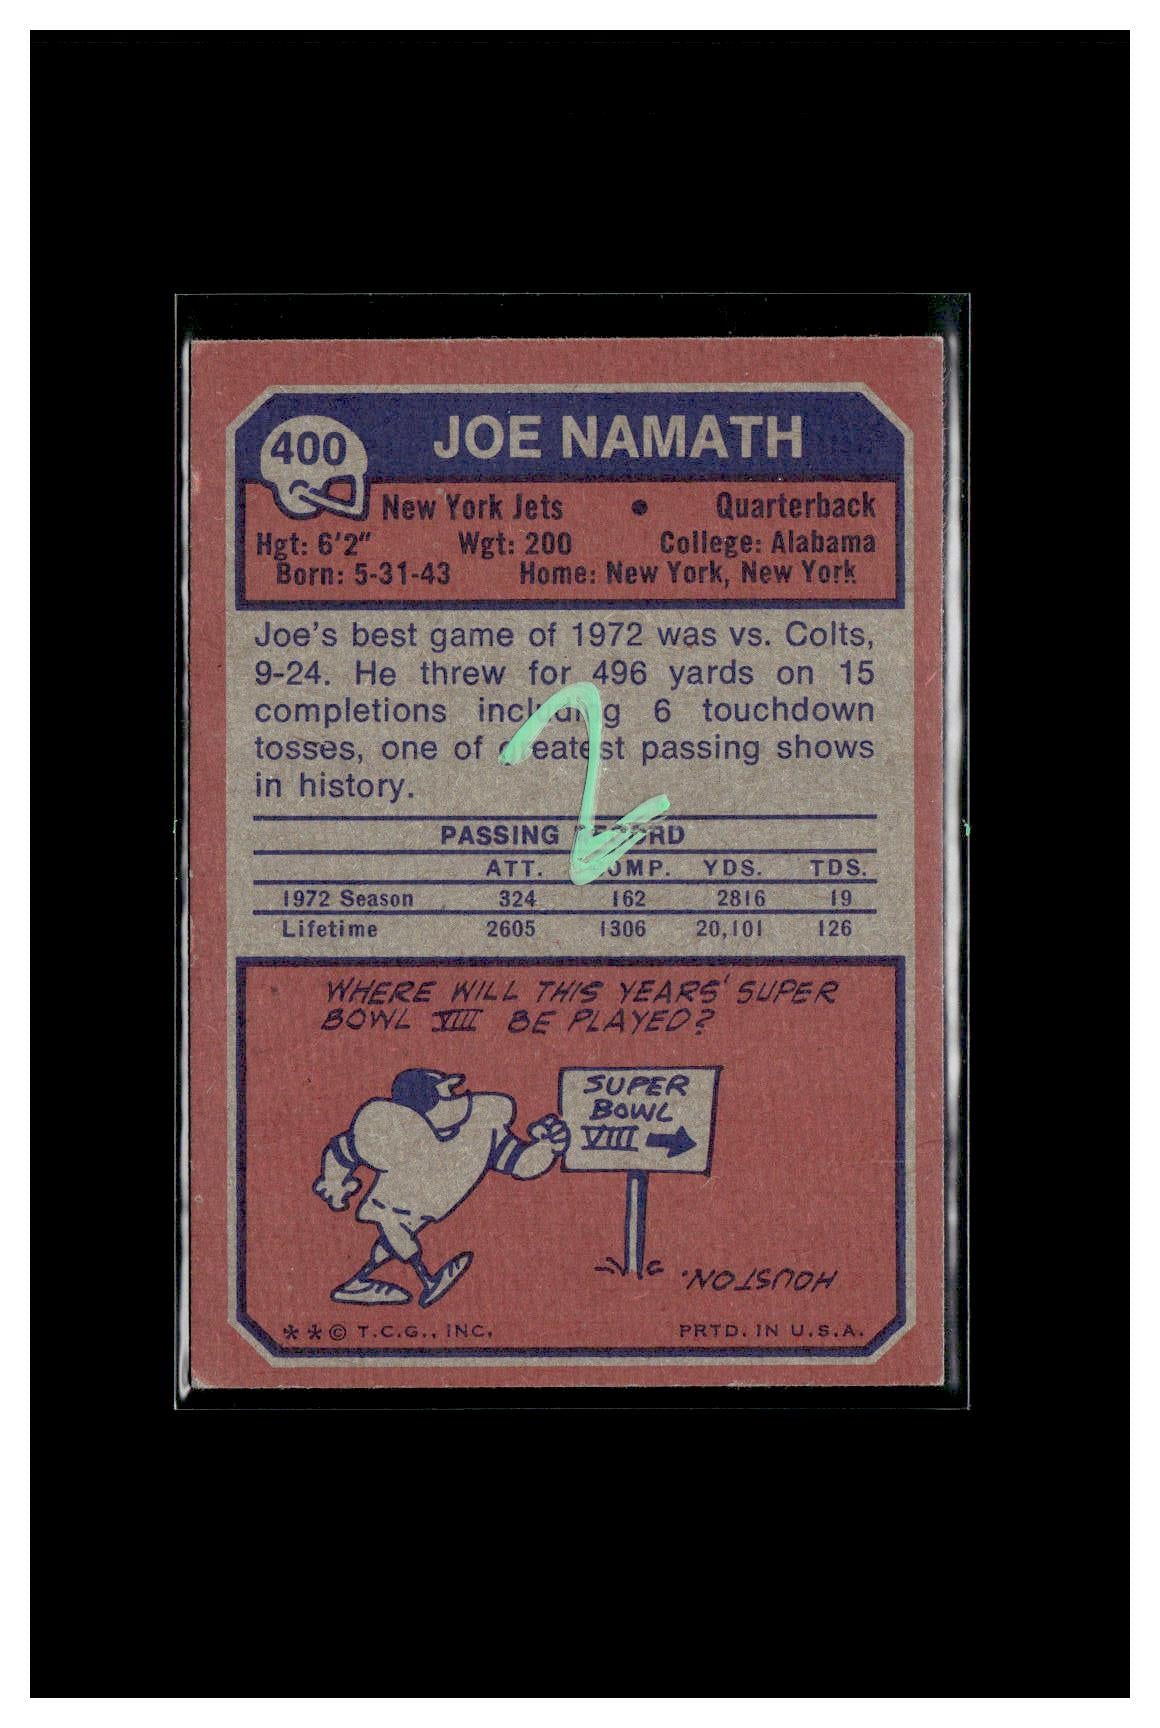 400 JOE NAMATH
New York Jets • Quarterback
Hgt: 6'2" Wgt: 200 College: Alabama
Born: 5-31-43 Home: New York, New York
Joe's best game of 1972 was vs. Colts,
9-24. He threw for 496 yards on 15
completions including 6 touchdown
tosses, one of greatest passing shows
in history.
2
PASSING RECORD
ATT. COMP. YDS. TDS.
1972 Season 324 162 2816 19
Lifetime 2605 1306 20,101 126
WHERE WILL THIS YEARS' SUPER
BOWL VIII BE PLAYED?
SUPER
BOWL
VIII
HOUSTON.
** © T.C.G., INC. PRTD. IN U.S.A.